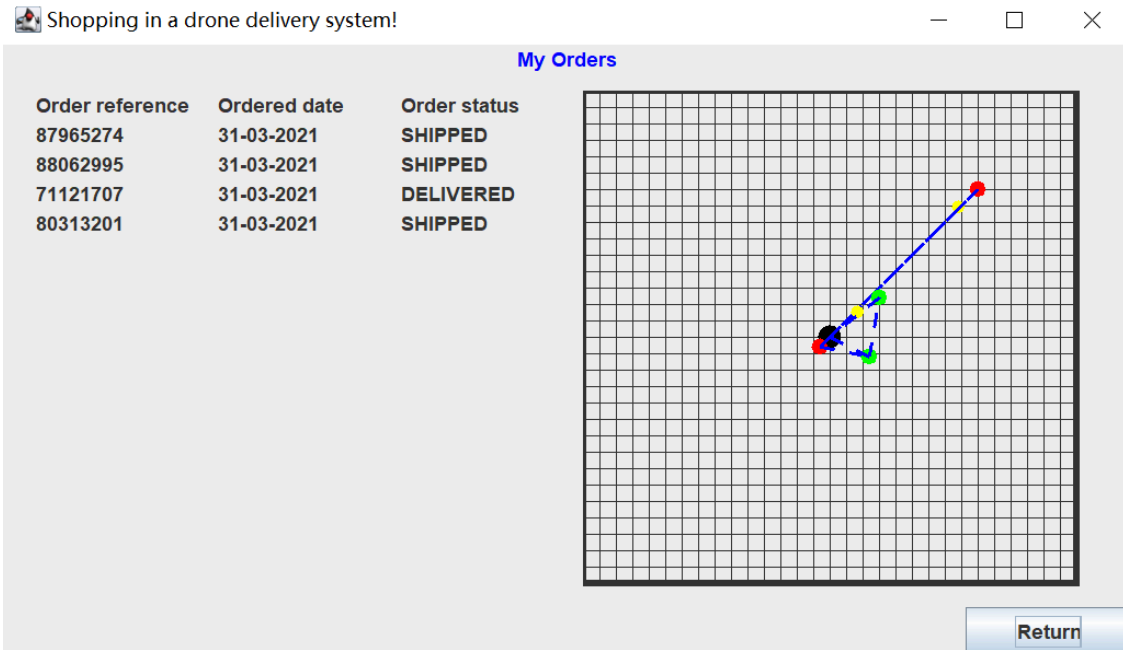 Shopping in a drone delivery system!
My Orders
Order reference Ordered date Order status
87965274 31-03-2021 SHIPPED
88062995 31-03-2021 SHIPPED
71121707 31-03-2021 DELIVERED
80313201 31-03-2021 SHIPPED
Return